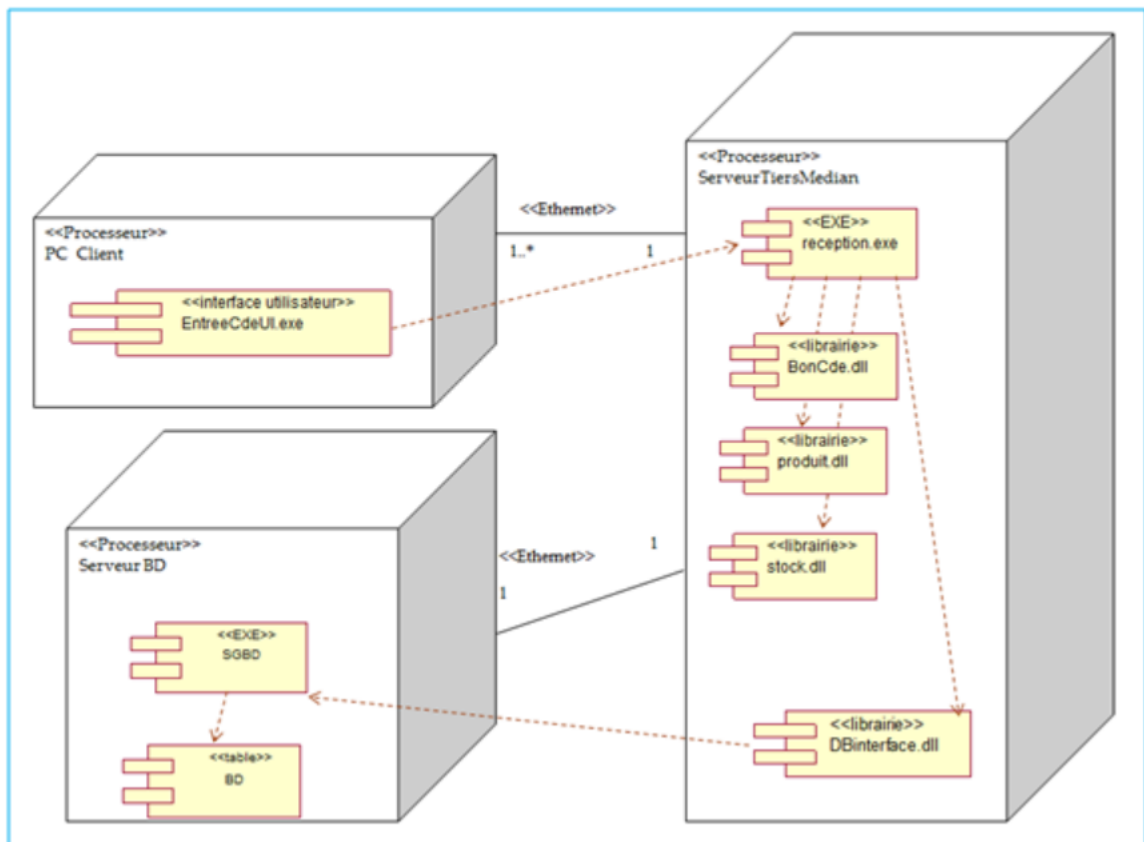 <<Processeur>>
PC Client
<<interface utilisateur>>
EntreeCdeUI.exe
<<Ethernet>>
1..*
1
<<Processeur>>
ServeurTiersMedian
<<EXE>>
reception.exe
<<librairie>>
BonCde.dll
<<librairie>>
produit.dll
<<librairie>>
stock.dll
<<librairie>>
DBinterface.dll
<<Ethernet>>
1
1
<<Processeur>>
Serveur BD
<<EXE>>
SGBD
<<table>>
BD